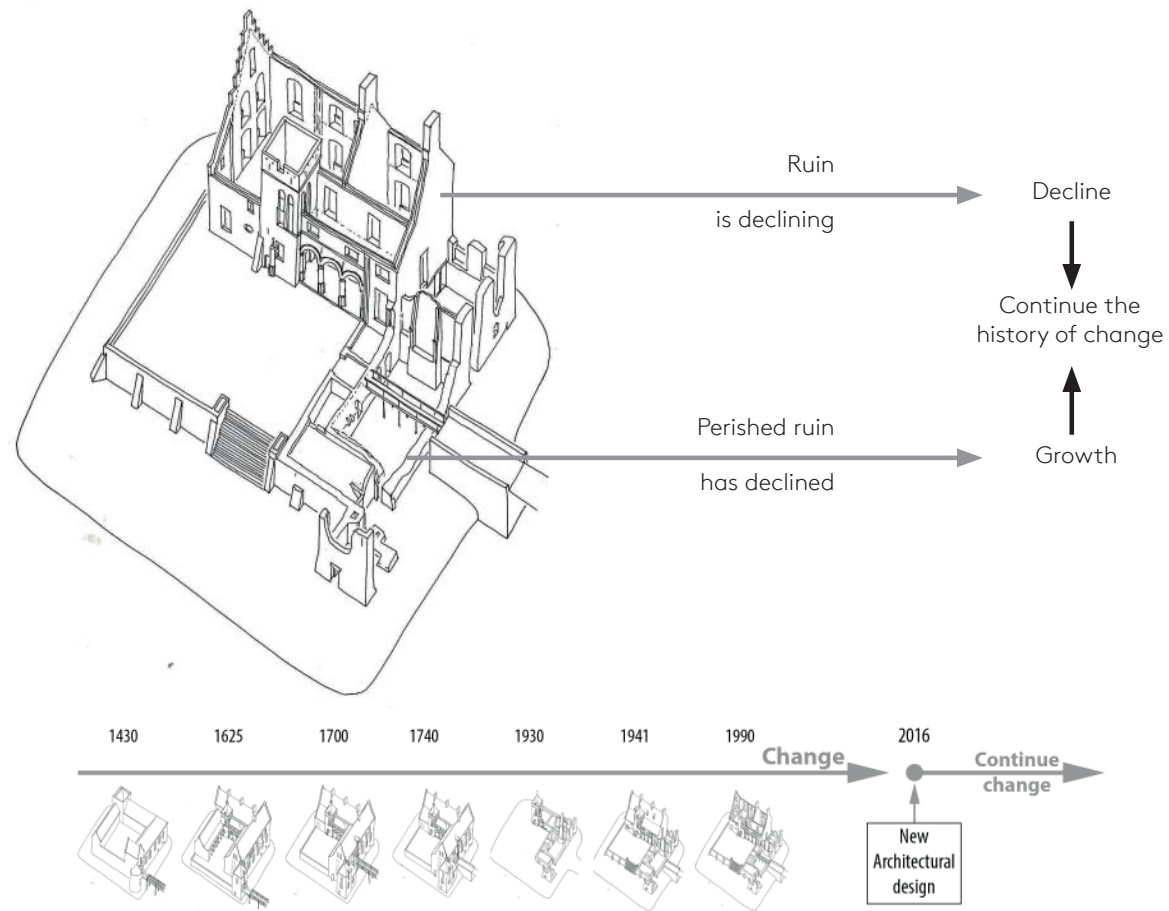 Ruin
is declining
Decline
Continue the
history of change
Perished ruin
has declined
Growth
1430
1625
1700
1740
1930
1941
1990
2016
Change
Continue
change
New
Architectural
design